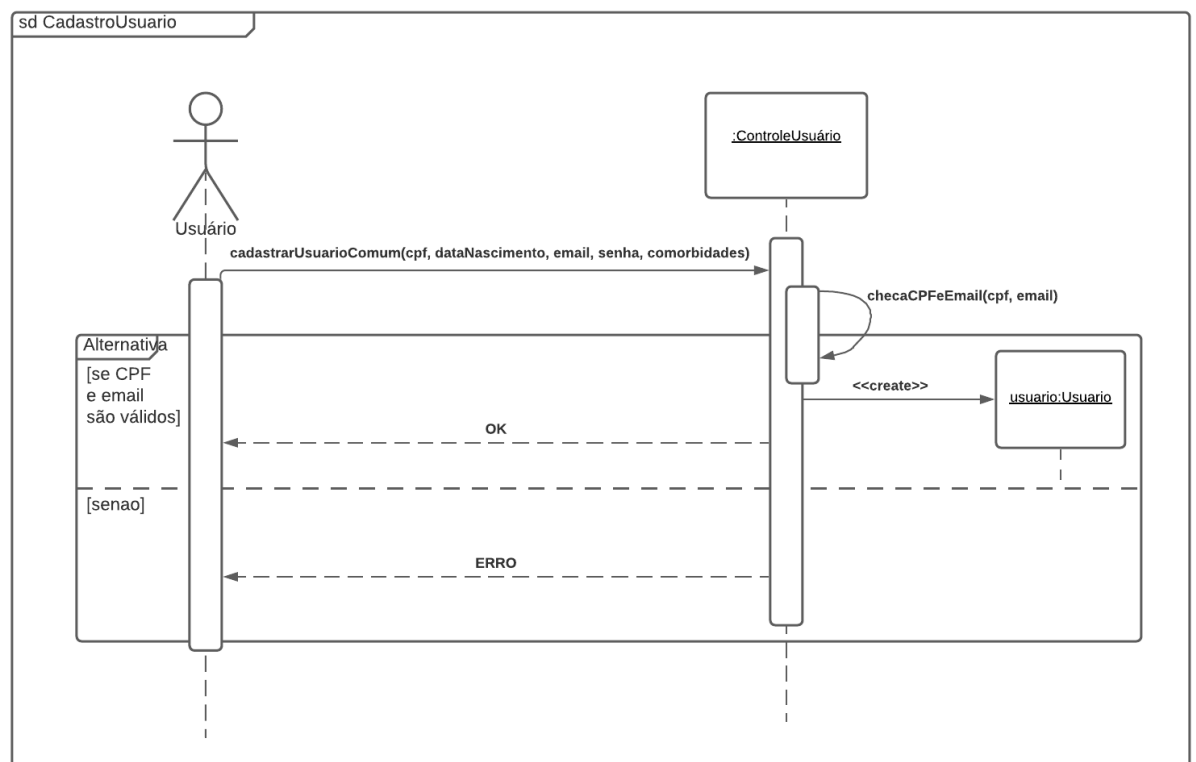 sd CadastroUsuario
:ControleUsuário
Usuário
cadastrarUsuarioComum(cpf, dataNascimento, email, senha, comorbidades)
checaCPFeEmail(cpf, email)
Alternativa
[se CPF
e email
são válidos]
<<create>>
usuario:Usuario
OK
[senao]
ERRO